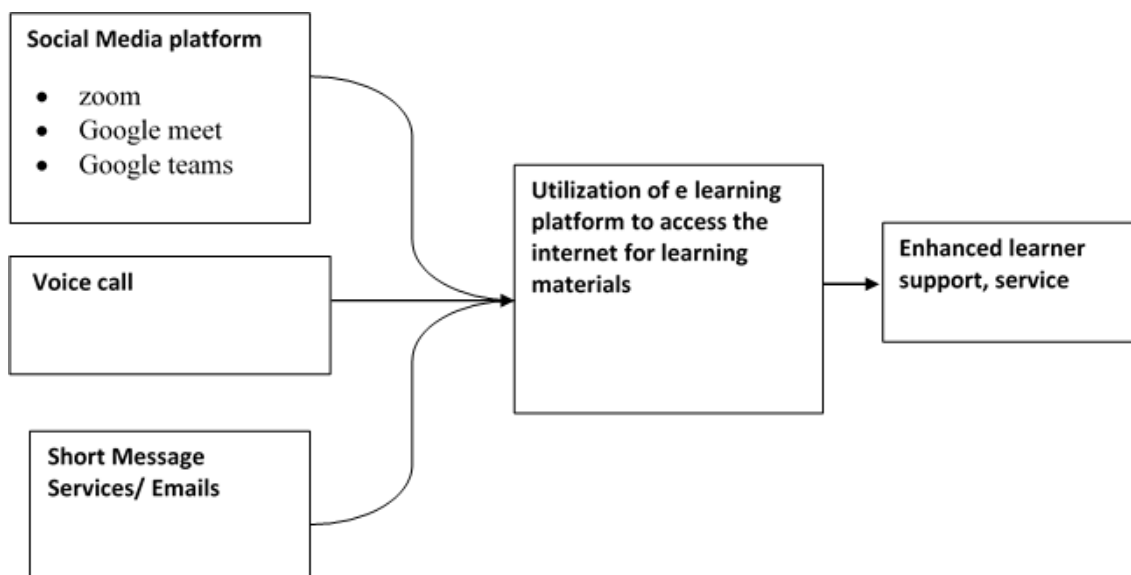 Social Media platform
● zoom
● Google meet
● Google teams
Voice call
Short Message
Services/ Emails
Utilization of e learning
platform to access the
internet for learning
materials
Enhanced learner
support, service